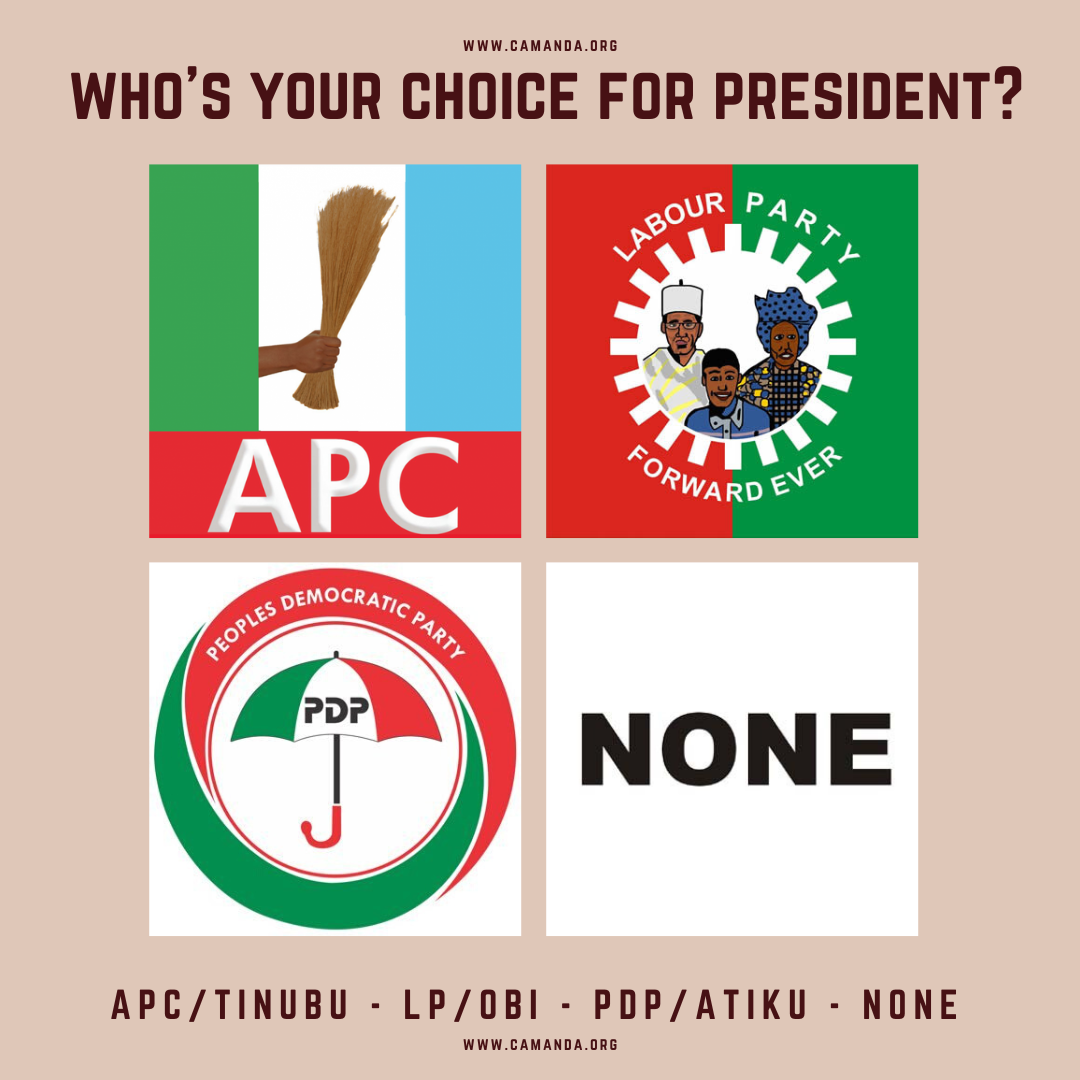 WWW.CAMANDA.ORG
WHO'S YOUR CHOICE FOR PRESIDENT?
APC
LABOUR PARTY
FORWARD EVER
PEOPLES DEMOCRATIC PARTY
PDP
NONE
APC/TINUBU - LP/OBI - PDP/ATIKU - NONE
WWW.CAMANDA.ORG